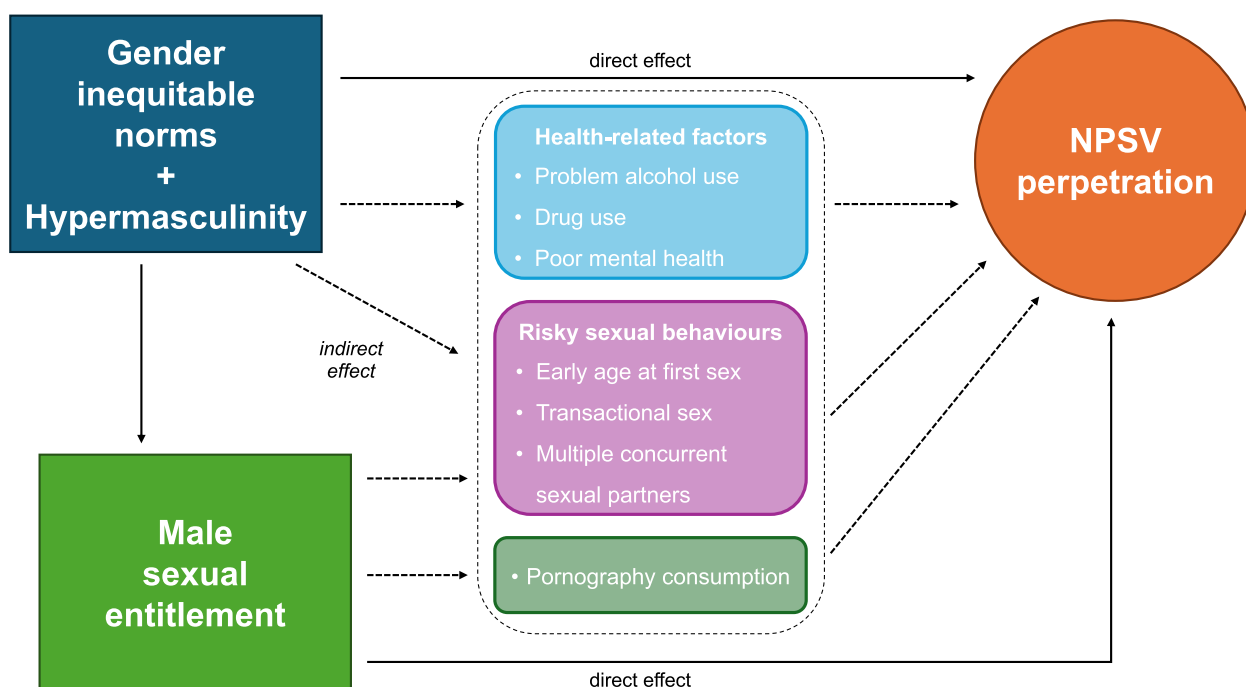 Gender
inequitable
norms
+
Hypermasculinity
direct effect
Health-related factors
• Problem alcohol use
• Drug use
• Poor mental health
NPSV
perpetration
indirect
effect
Risky sexual behaviours
• Early age at first sex
• Transactional sex
• Multiple concurrent
sexual partners
Male
sexual
entitlement
• Pornography consumption
direct effect